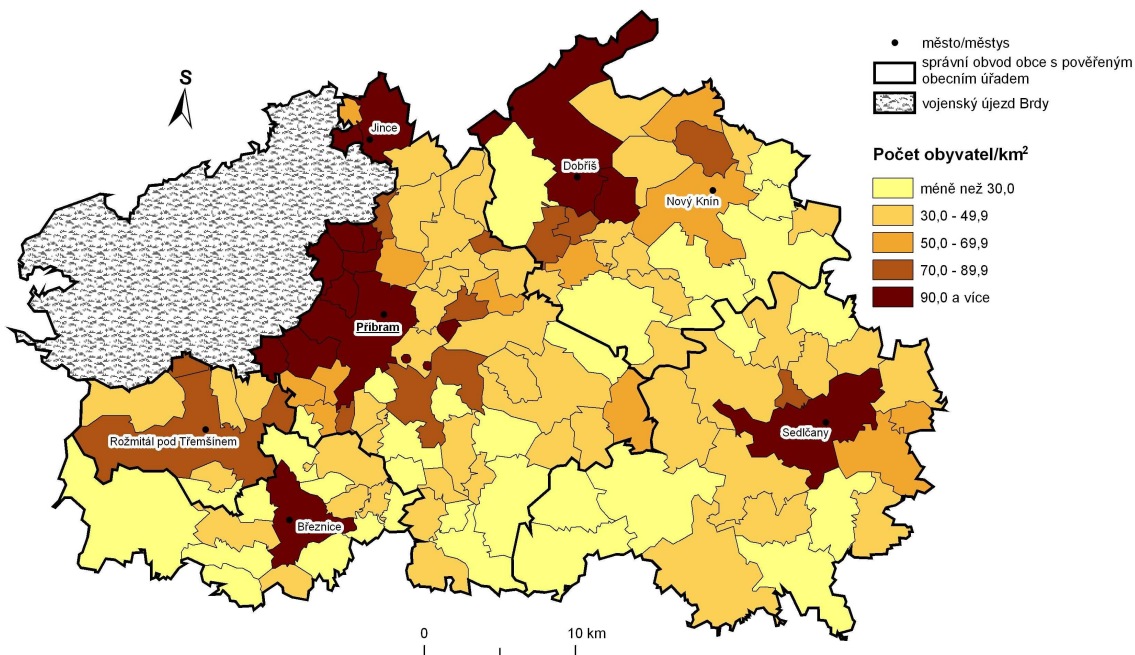 S
Jince
Dobříš
Nový Knín
Příbram
Rožmitál pod Třemšínem
Březnice
Sedlčany
město/městys
správní obvod obce s pověřeným
obecním úřadem
vojenský újezd Brdy
Počet obyvatel/km²
méně než 30,0
30,0 - 49,9
50,0 - 69,9
70,0 - 89,9
90,0 a více
0 10 km